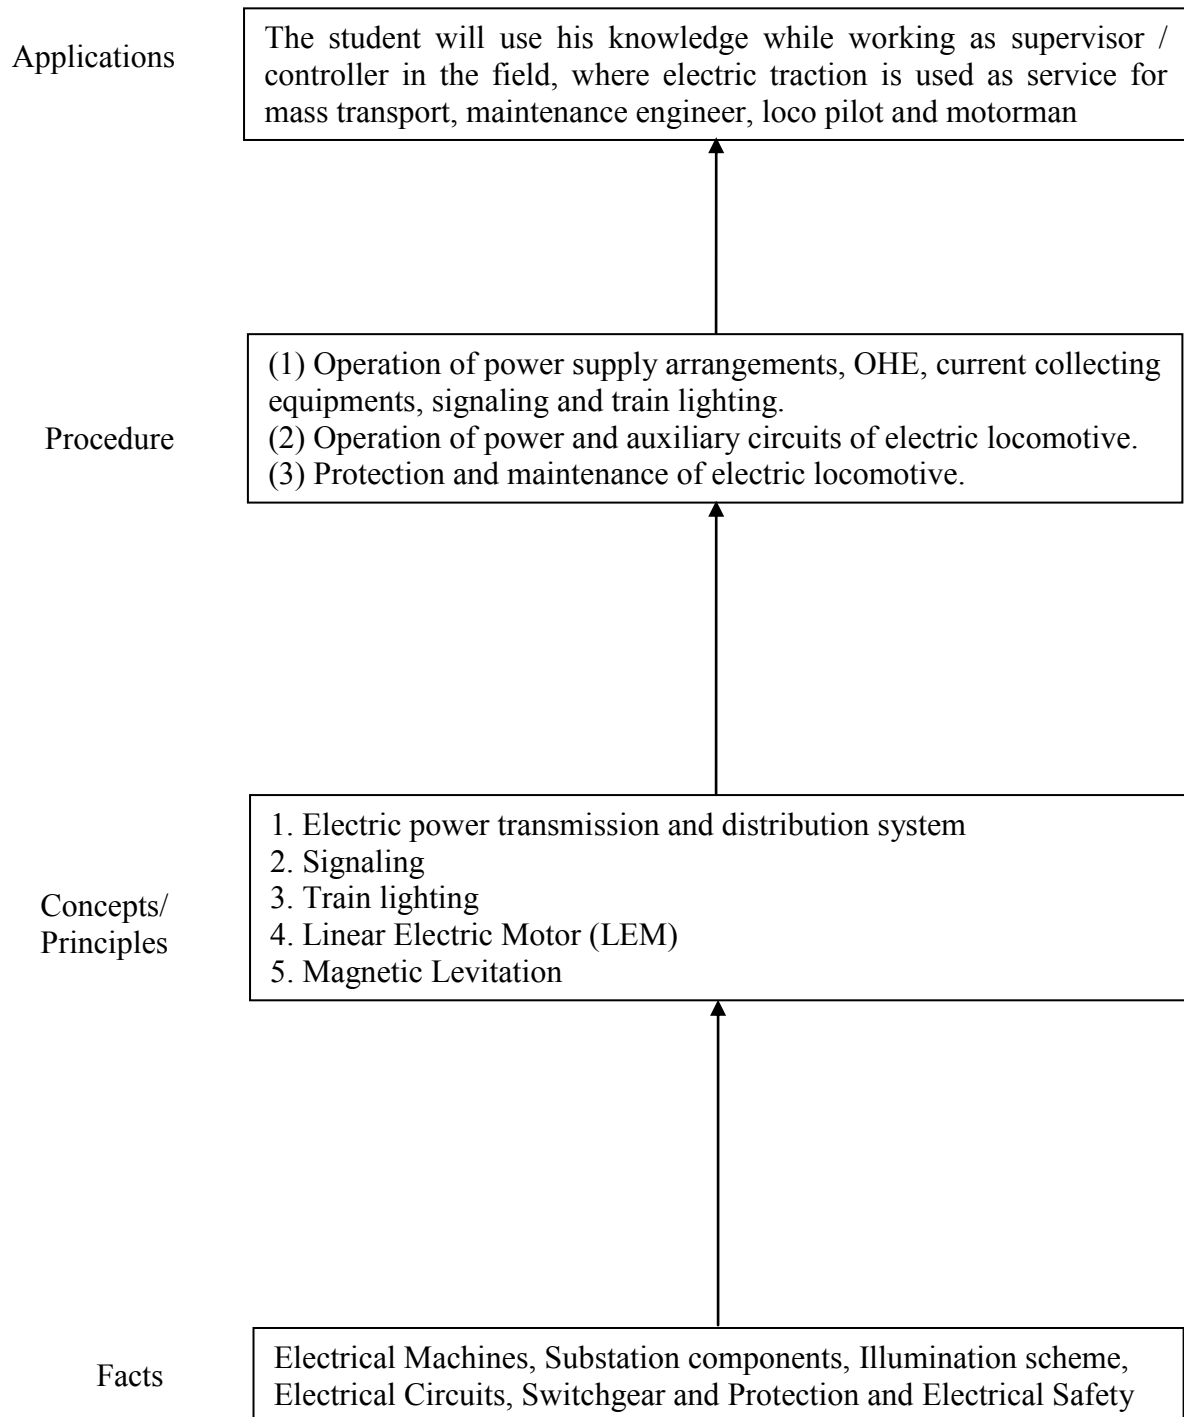 Applications
The student will use his knowledge while working as supervisor /
controller in the field, where electric traction is used as service for
mass transport, maintenance engineer, loco pilot and motorman
Procedure
(1) Operation of power supply arrangements, OHE, current collecting
equipments, signaling and train lighting.
(2) Operation of power and auxiliary circuits of electric locomotive.
(3) Protection and maintenance of electric locomotive.
Concepts/
Principles
1. Electric power transmission and distribution system
2. Signaling
3. Train lighting
4. Linear Electric Motor (LEM)
5. Magnetic Levitation
Facts
Electrical Machines, Substation components, Illumination scheme,
Electrical Circuits, Switchgear and Protection and Electrical Safety